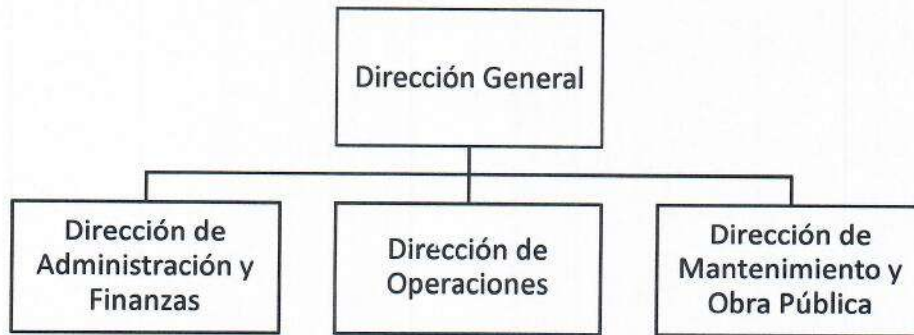 Dirección General
Dirección de
Administración y
Finanzas
Dirección de
Operaciones
Dirección de
Mantenimiento y
Obra Pública